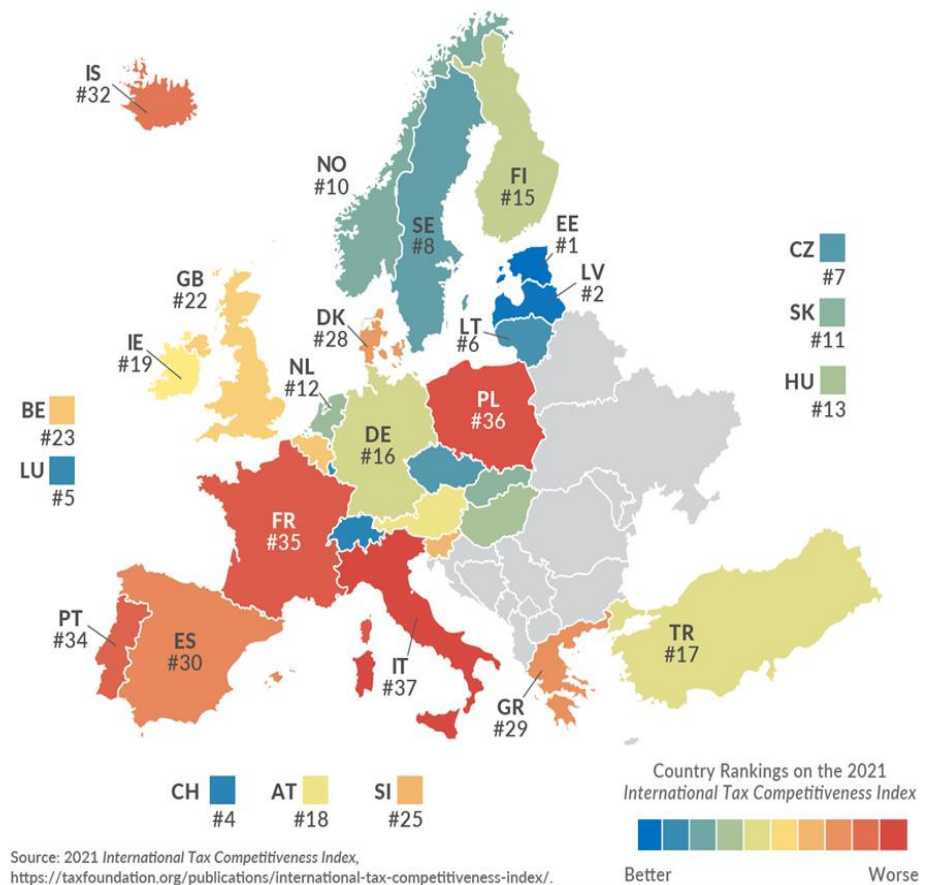 IS
#32
NO
#10
FI
#15
SE
#8
EE
#1
LV
#2
LT
#6
GB
#22
IE
#19
DK
#28
NL
#12
CZ
#7
SK
#11
HU
#13
BE
#23
LU
#5
PL
#36
DE
#16
FR
#35
PT
#34
ES
#30
IT
#37
GR
#29
TR
#17
CH
#4
AT
#18
SI
#25
Country Rankings on the 2021
International Tax Competitiveness Index
Better
Worse
Source: 2021 International Tax Competitiveness Index,
https://taxfoundation.org/publications/international-tax-competitiveness-index/.